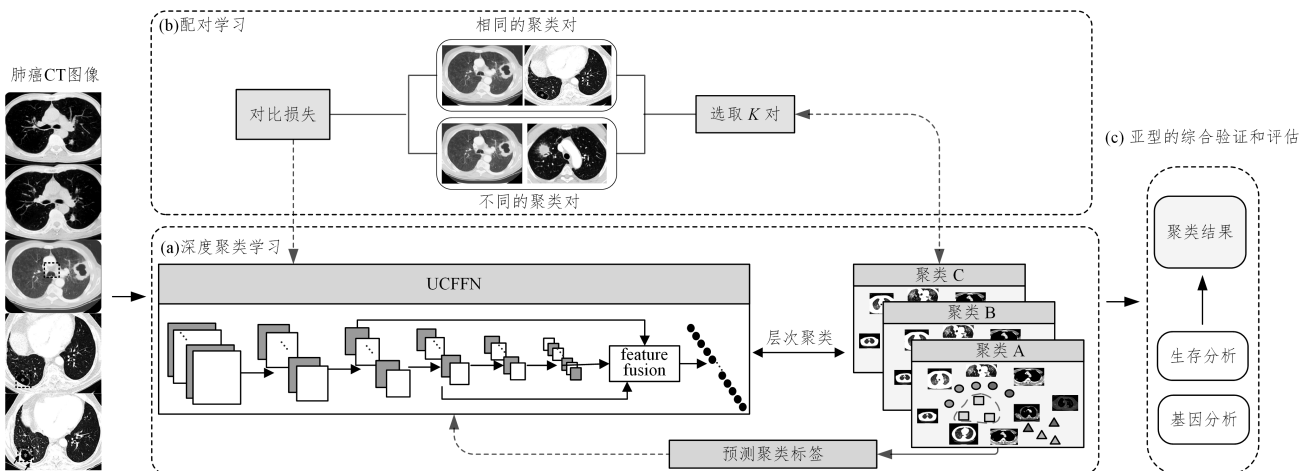 (b)配对学习
相同的聚类对
肺癌CT图像
对比损失
选取 K 对
不同的聚类对
(c) 亚型的综合验证和评估
(a)深度聚类学习
UCFFN
feature
fusion
层次聚类
聚类 C
聚类 B
聚类 A
预测聚类标签
聚类结果
生存分析
基因分析